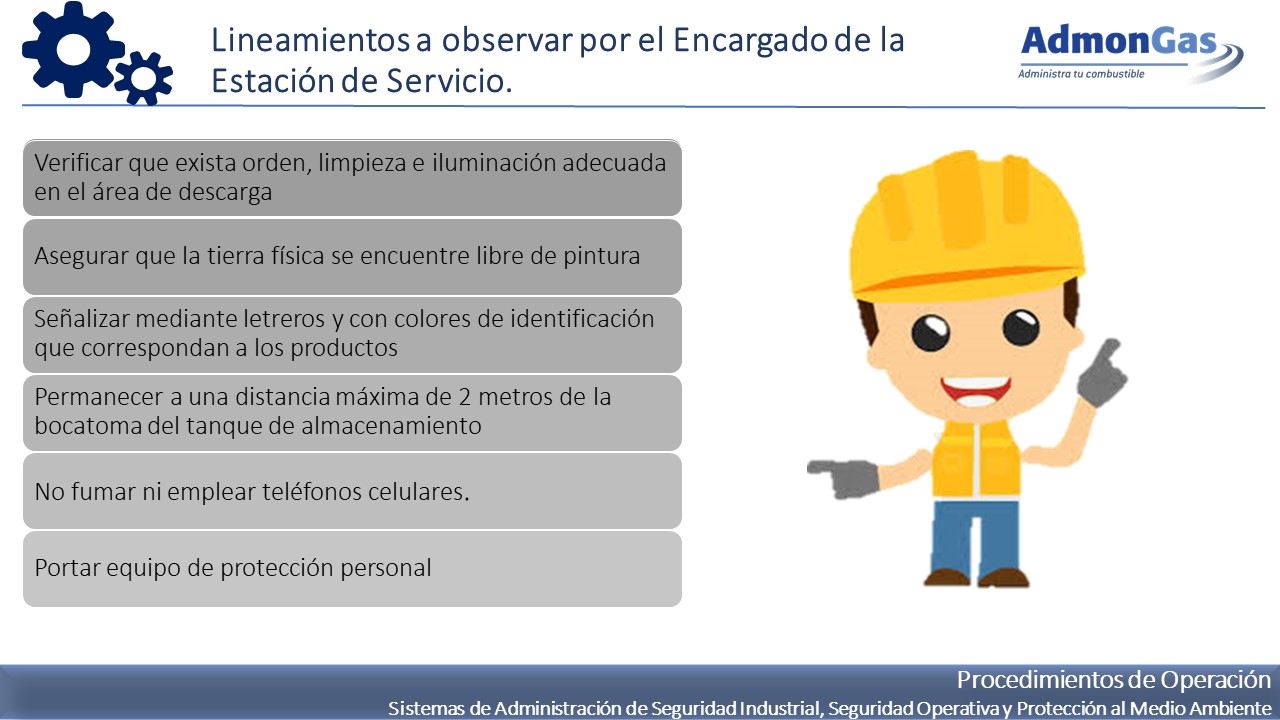 Lineamientos a observar por el Encargado de la
Estación de Servicio.
AdmonGas
Administra tu combustible
Verificar que exista orden, limpieza e iluminación adecuada
en el área de descarga
Asegurar que la tierra física se encuentre libre de pintura
Señalizar mediante letreros y con colores de identificación
que correspondan a los productos
Permanecer a una distancia máxima de 2 metros de la
bocatoma del tanque de almacenamiento
No fumar ni emplear teléfonos celulares.
Portar equipo de protección personal
Procedimientos de Operación
Sistemas de Administración de Seguridad Industrial, Seguridad Operativa y Protección al Medio Ambiente